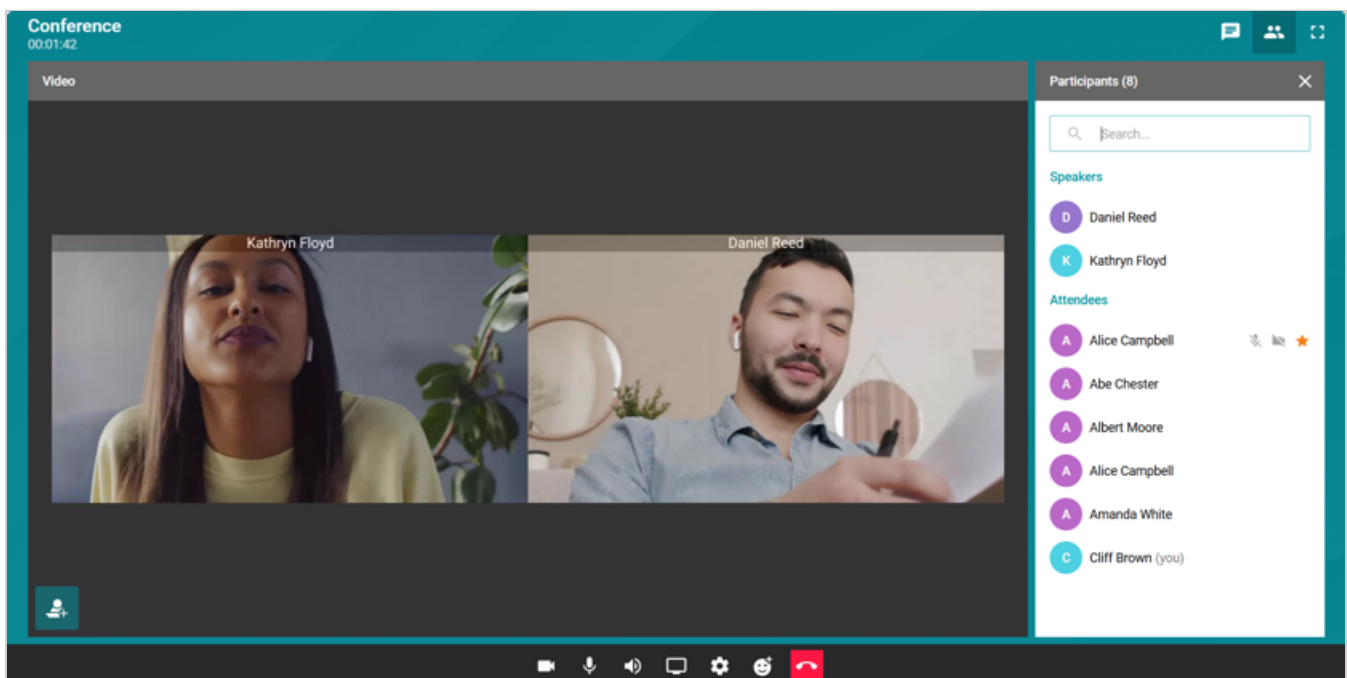 Conference
00:01:42
Video
Kathryn Floyd
Daniel Reed
Participants (8)
Search...
Speakers
D Daniel Reed
K Kathryn Floyd
Attendees
A Alice Campbell
A Abe Chester
A Albert Moore
A Alice Campbell
A Amanda White
C Cliff Brown (you)